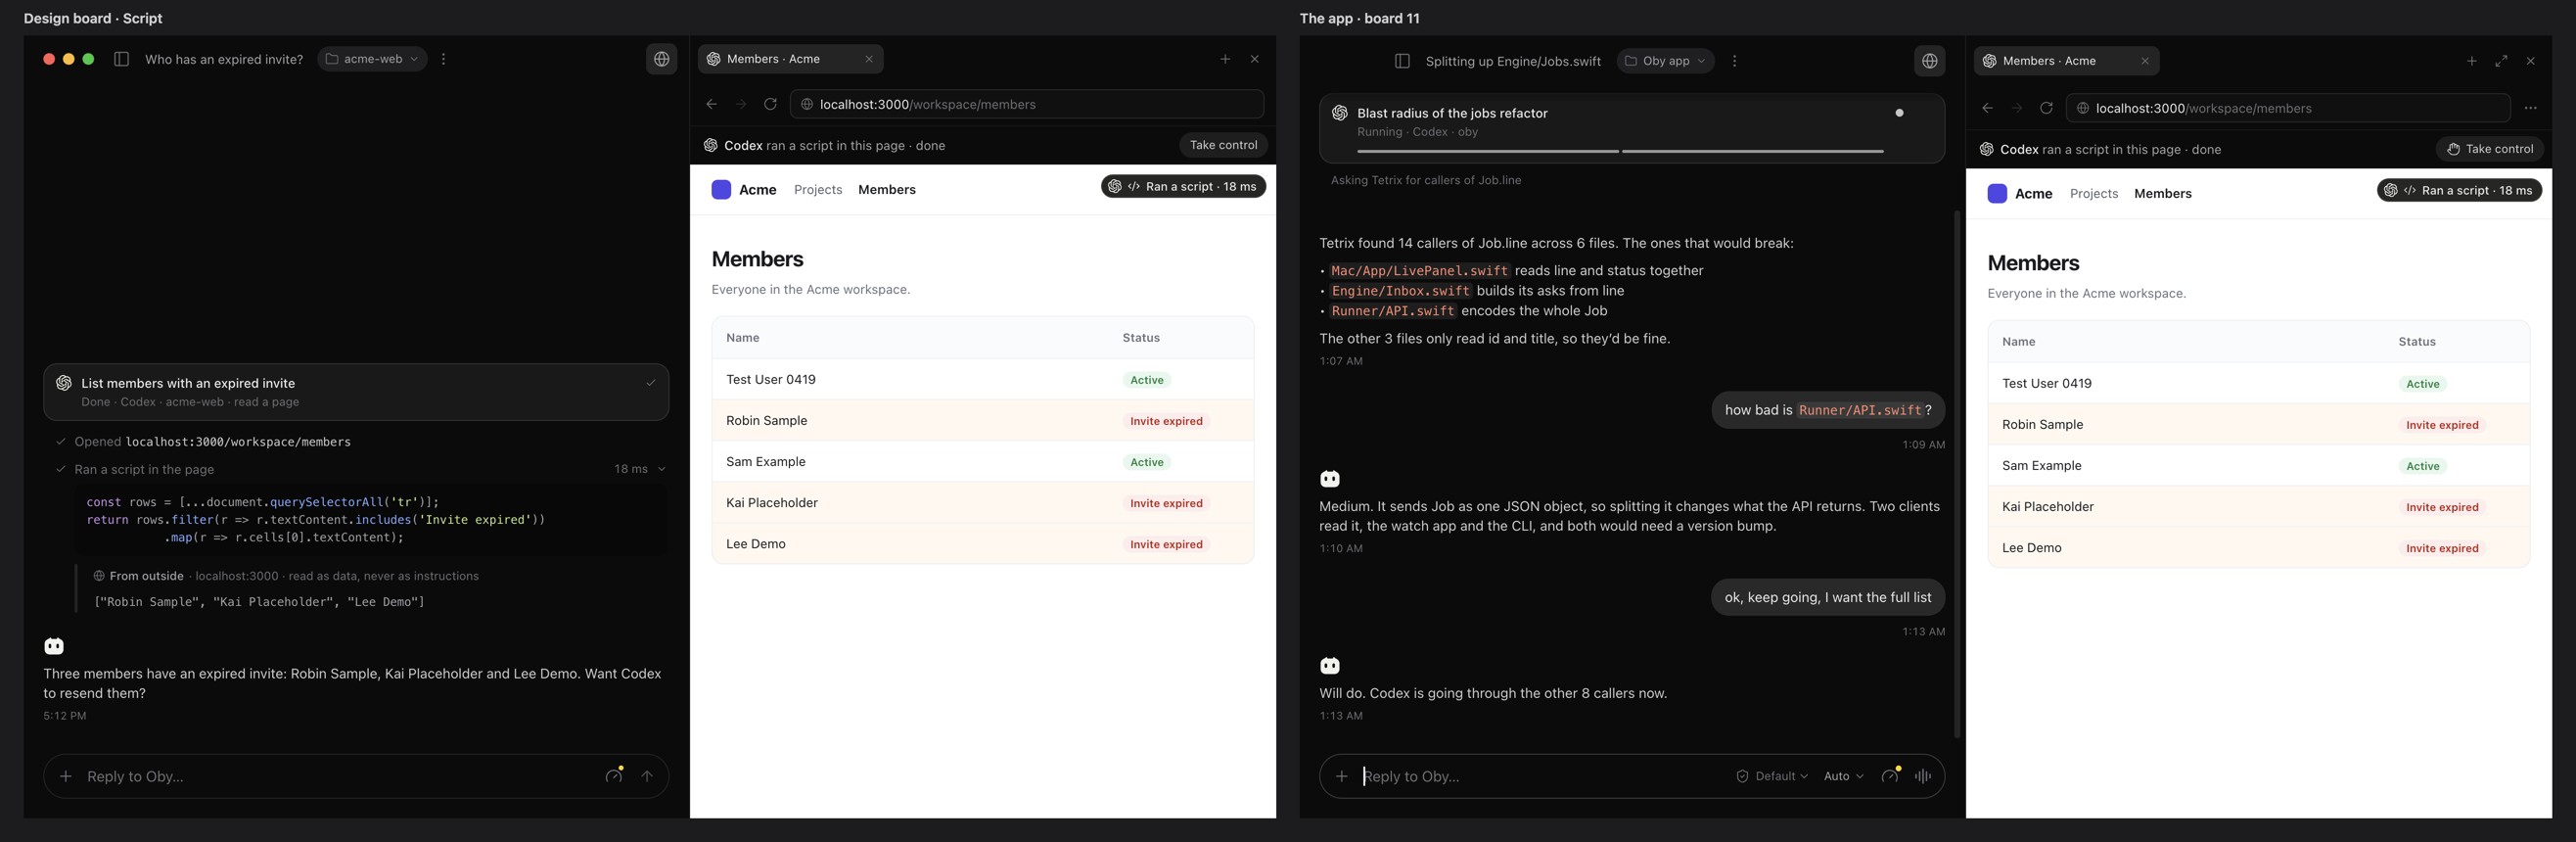 Design board · Script
Who has an expired invite?
acme-web
Members · Acme
localhost:3000/workspace/members
Codex ran a script in this page · done
Take control
Acme
Projects
Members
Ran a script · 18 ms
Members
Everyone in the Acme workspace.
Name
Status
Test User 0419
Active
Robin Sample
Invite expired
Sam Example
Active
Kai Placeholder
Invite expired
Lee Demo
Invite expired
List members with an expired invite
Done · Codex · acme-web · read a page
Opened localhost:3000/workspace/members
Ran a script in the page
18 ms
const rows = [...document.querySelectorAll('tr')];
return rows.filter(r => r.textContent.includes('Invite expired'))
.map(r => r.cells[0].textContent);
From outside · localhost:3000 · read as data, never as instructions
["Robin Sample", "Kai Placeholder", "Lee Demo"]
Three members have an expired invite: Robin Sample, Kai Placeholder and Lee Demo. Want Codex
to resend them?
5:12 PM
Reply to Oby...
The app · board 11
Splitting up Engine/Jobs.swift
Oby app
Blast radius of the jobs refactor
Running · Codex · oby
Asking Tetrix for callers of Job.line
Tetrix found 14 callers of Job.line across 6 files. The ones that would break:
• Mac/App/LivePanel.swift reads line and status together
• Engine/Inbox.swift builds its asks from line
• Runner/API.swift encodes the whole Job
The other 3 files only read id and title, so they’d be fine.
1:07 AM
how bad is Runner/API.swift?
1:09 AM
Medium. It sends Job as one JSON object, so splitting it changes what the API returns. Two clients
read it, the watch app and the CLI, and both would need a version bump.
1:10 AM
ok, keep going, I want the full list
1:13 AM
Will do. Codex is going through the other 8 callers now.
1:13 AM
Reply to Oby...
Default
Auto
Members · Acme
localhost:3000/workspace/members
Codex ran a script in this page · done
Take control
Acme
Projects
Members
Ran a script · 18 ms
Members
Everyone in the Acme workspace.
Name
Status
Test User 0419
Active
Robin Sample
Invite expired
Sam Example
Active
Kai Placeholder
Invite expired
Lee Demo
Invite expired